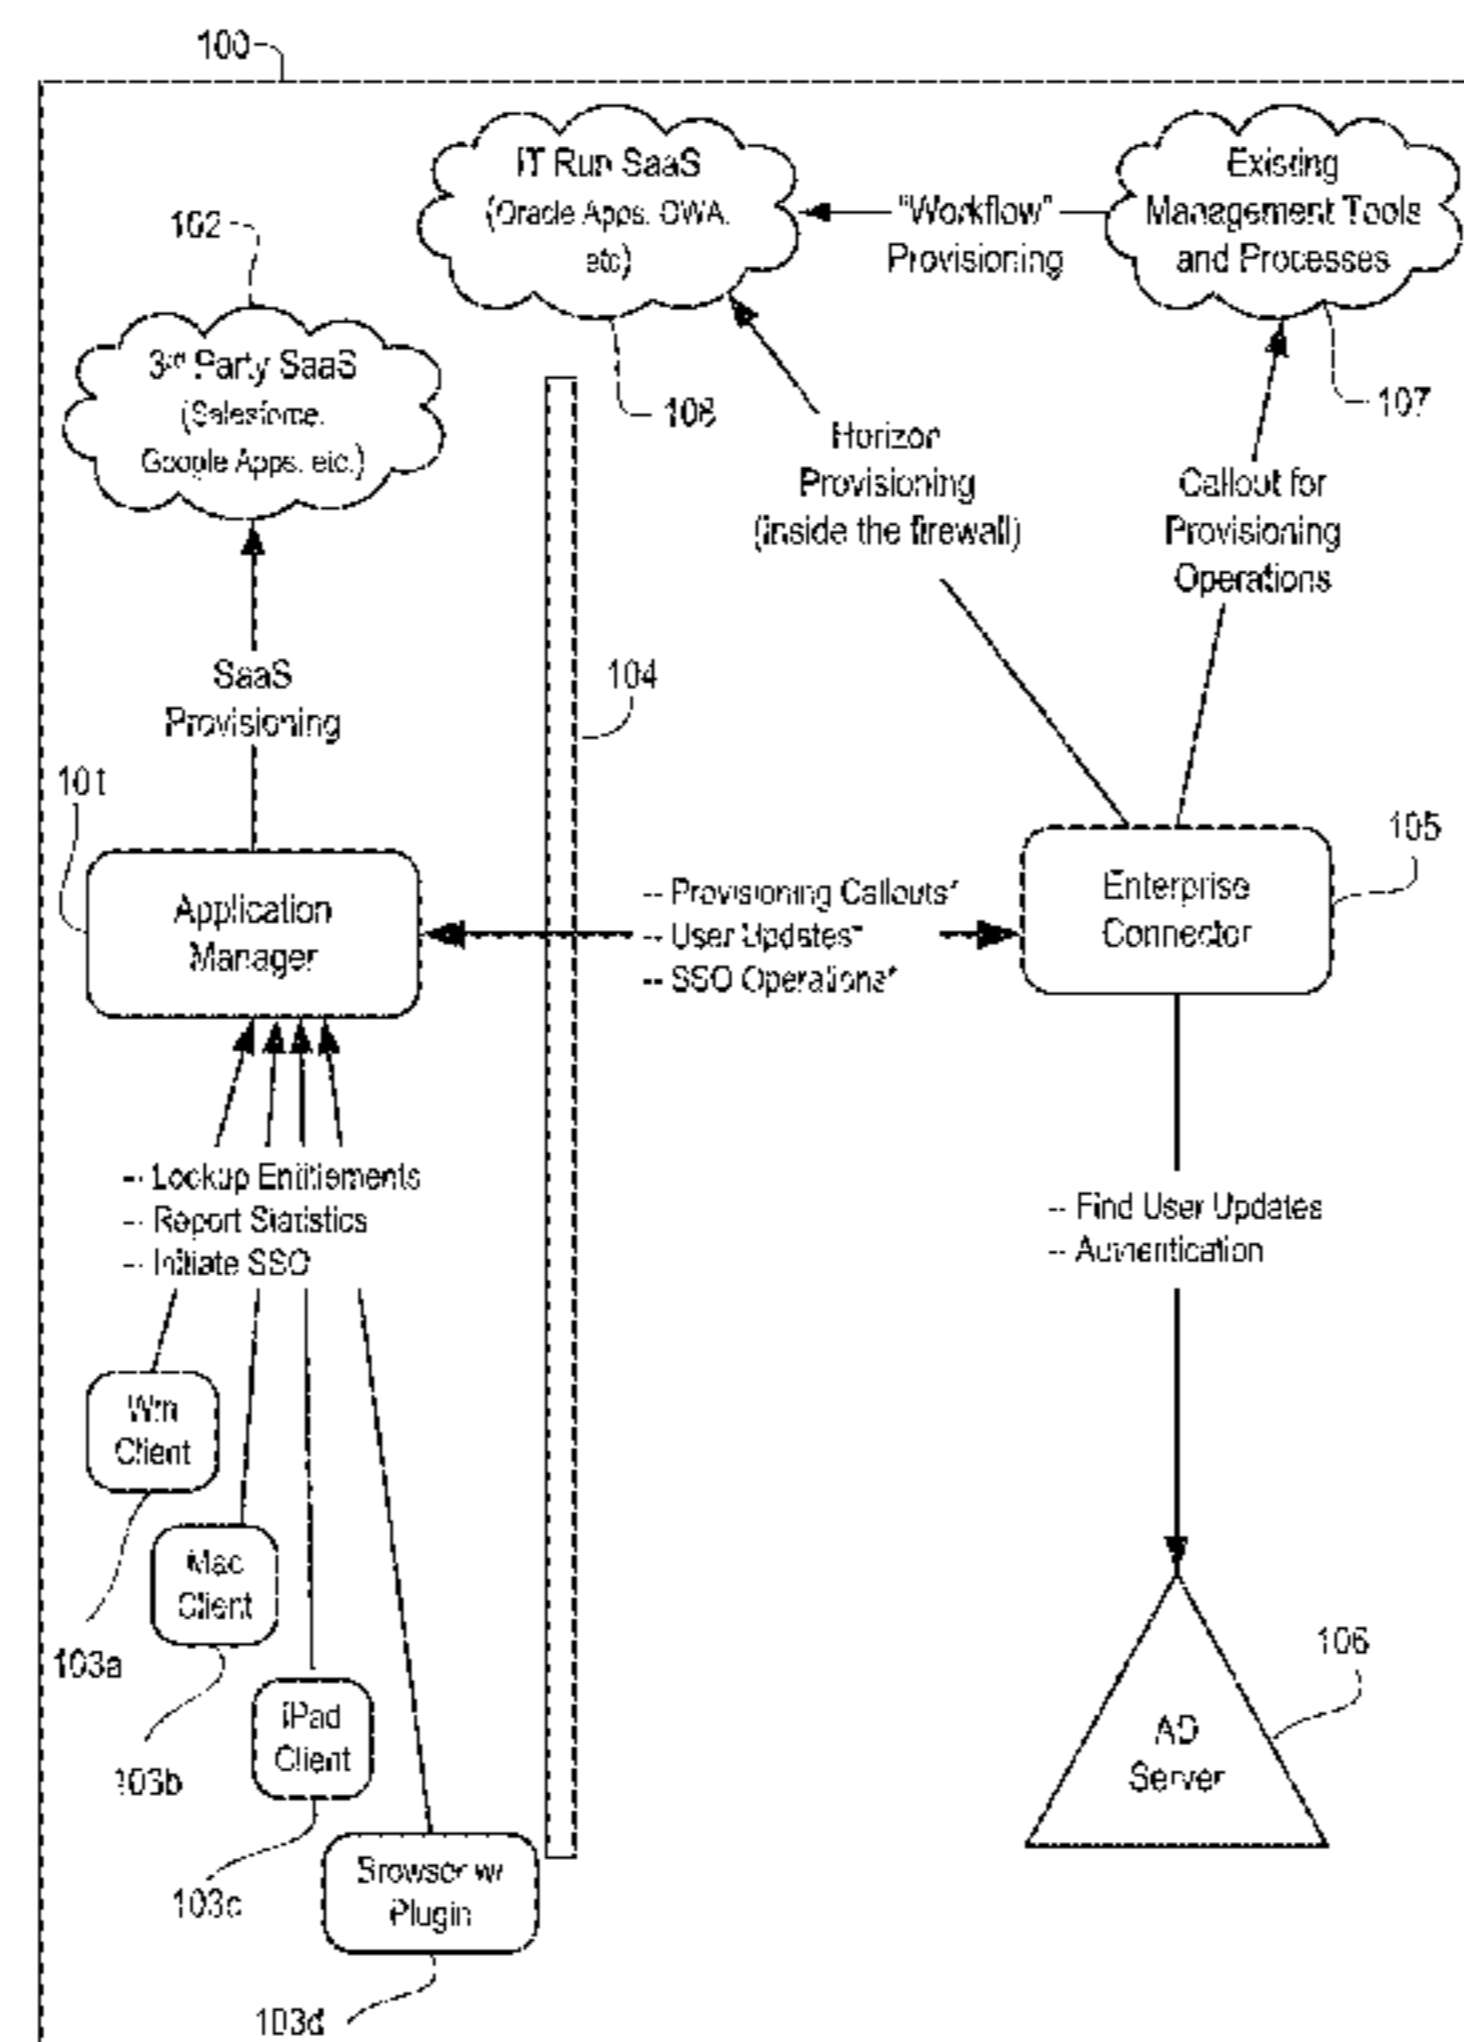 100
IT Run SaaS
(Oracle Apps, OWA,
etc)
"Workflow"
Provisioning
Existing
Management Tools
and Processes
102
3rd Party SaaS
(Salesforce,
Google Apps, etc.)
108
107
Horizon
Provisioning
(inside the firewall)
Callout for
Provisioning
Operations
SaaS
Provisioning
104
101
Application
Manager
-- Provisioning Callouts*
-- User Updates*
-- SSO Operations*
Enterprise
Connector
105
-- Lookup Entitlements
-- Report Statistics
-- Initiate SSO
-- Find User Updates
-- Authentication
Win
Client
103a
Mac
Client
103b
iPad
Client
103c
Browser w/
Plugin
103d
AD
Server
106